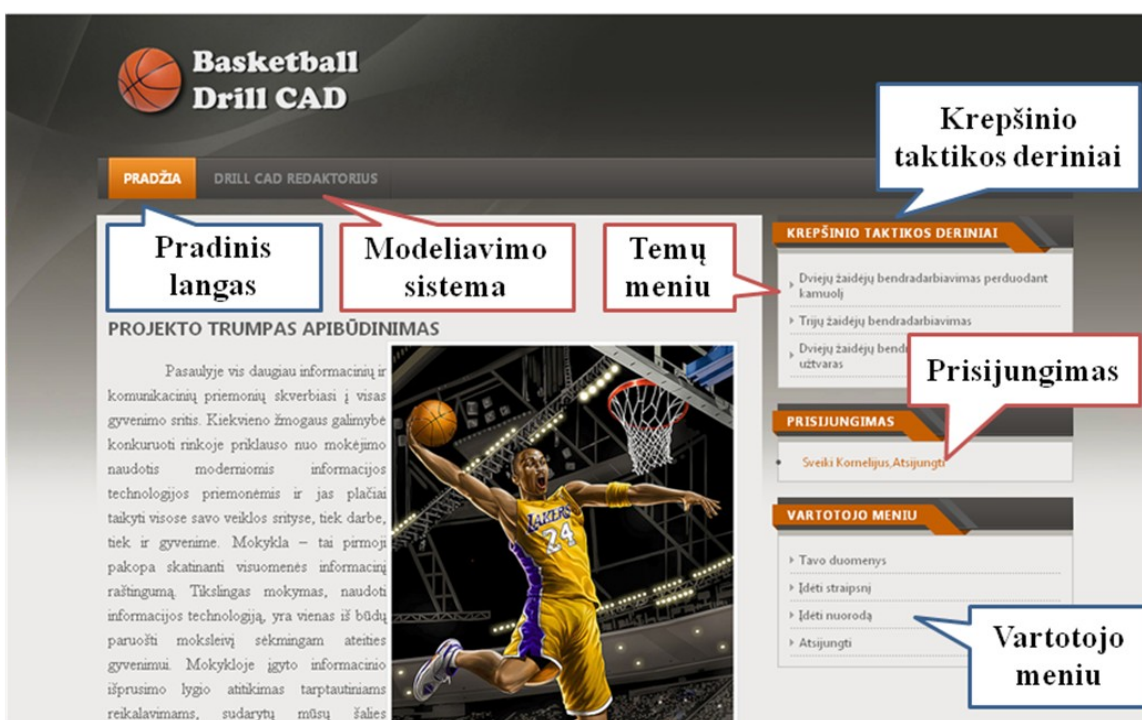 Basketball
Drill CAD
Krepšinio
taktikos deriniai
PRADŽIA
DRILL CAD REDAKTORIUS
Pradinis
langas
Modeliavimo
sistema
Temų
meniu
KREPŠINIO TAKTIKOS DERINIAI
Dviejų žaidėjų bendradarbiavimas perduodant
kamuolį
Trijų žaidėjų bendradarbiavimas
Dviejų žaidėjų
užtvaras
Prisijungimas
PRISIJUNGIMAS
Sveiki Kornelijus,Atsijungti
VARTOTOJO MENIU
Tavo duomenys
Įdėti straipsnį
Įdėti nuorodą
Atsijungti
Vartotojo
meniu
PROJEKTO TRUMPAS APIBŪDINIMAS
Pasaulyje vis daugiau informacinių ir
komunikacinių priemonių skverbiasi į visas
gyvenimo sritis. Kiekvieno žmogaus galimybė
konkuruoti rinkoje priklauso nuo mokėjimo
naudotis moderniomis informacijos
technologijos priemonėmis ir jas plačiai
taikyti visose savo veiklos srityse, tiek darbe,
tiek ir gyvenime. Mokykla – tai pirmoji
pakopa skatinanti visuomenės informacinį
raštingumą. Tikslingas mokymas, naudoti
informacijos technologiją, yra vienas iš būdų
paruošti moksleivį sėkmingam ateities
gyvenimui. Mokykloje įgyto informacinio
išprusimo lygio atitikimas tarptautiniams
reikalavimams, sudarytų mūsų šalies
LAKERS
24